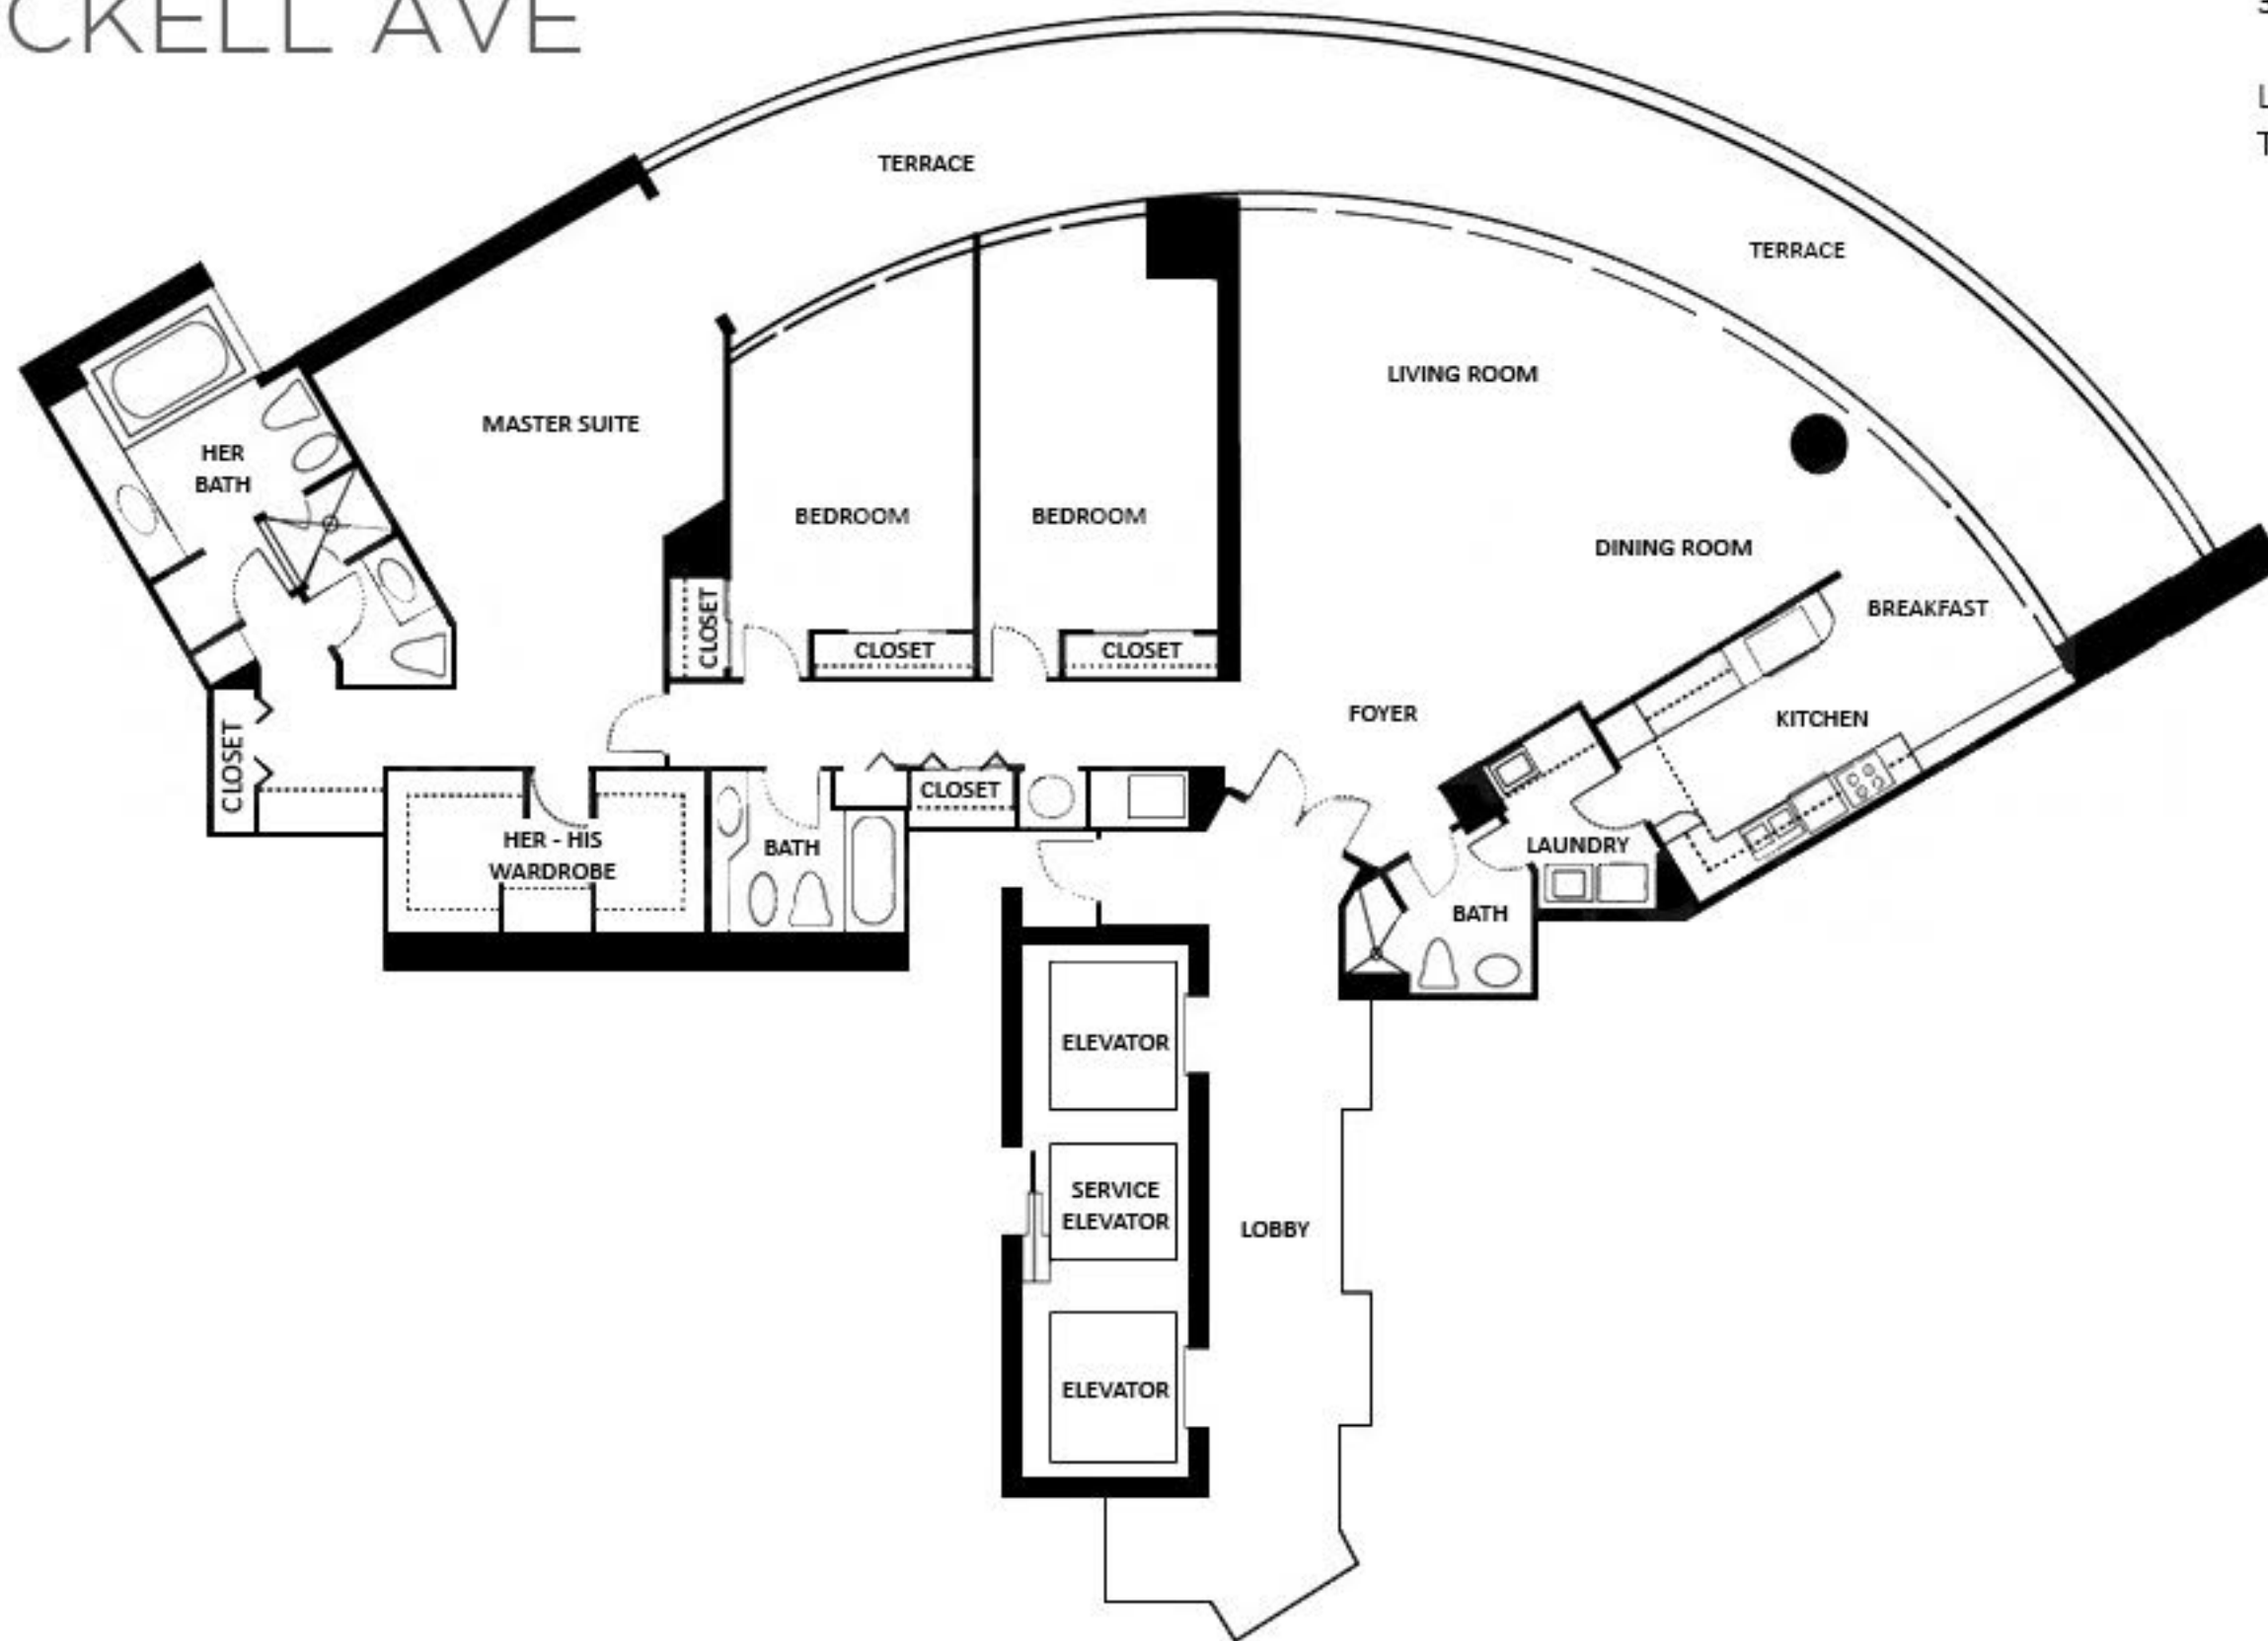 CKELL AVE
L
T
TERRACE
TERRACE
LIVING ROOM
MASTER SUITE
HER
BATH
BEDROOM
BEDROOM
DINING ROOM
BREAKFAST
CLOSET
CLOSET
CLOSET
FOYER
KITCHEN
CLOSET
CLOSET
HER - HIS
WARDROBE
BATH
LAUNDRY
BATH
ELEVATOR
SERVICE
ELEVATOR
LOBBY
ELEVATOR